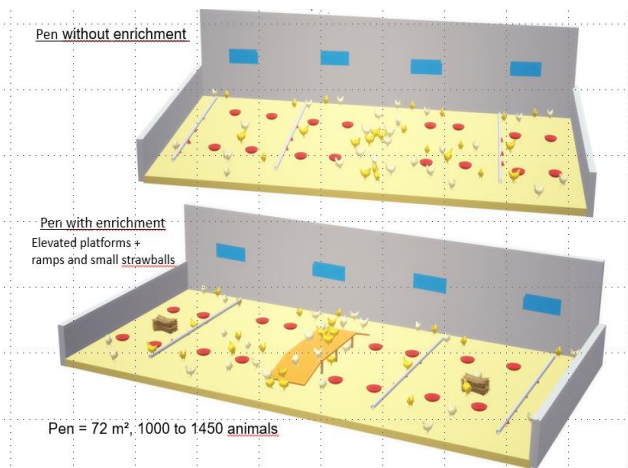 Pen without enrichment
Pen with enrichment
Elevated platforms +
ramps and small strawballs
Pen = 72 m², 1000 to 1450 animals